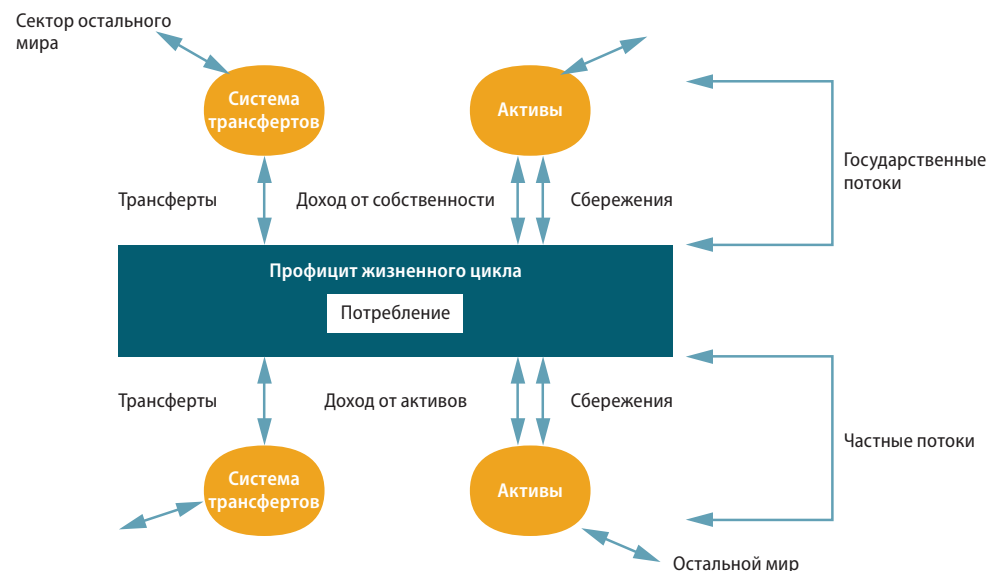 Сектор остального
мира
Система
трансфертов
Активы
Государственные
потоки
Трансферты
Доход от собственности
Сбережения
Профицит жизненного цикла
Потребление
Трансферты
Доход от активов
Сбережения
Частные потоки
Система
трансфертов
Активы
Остальной мир